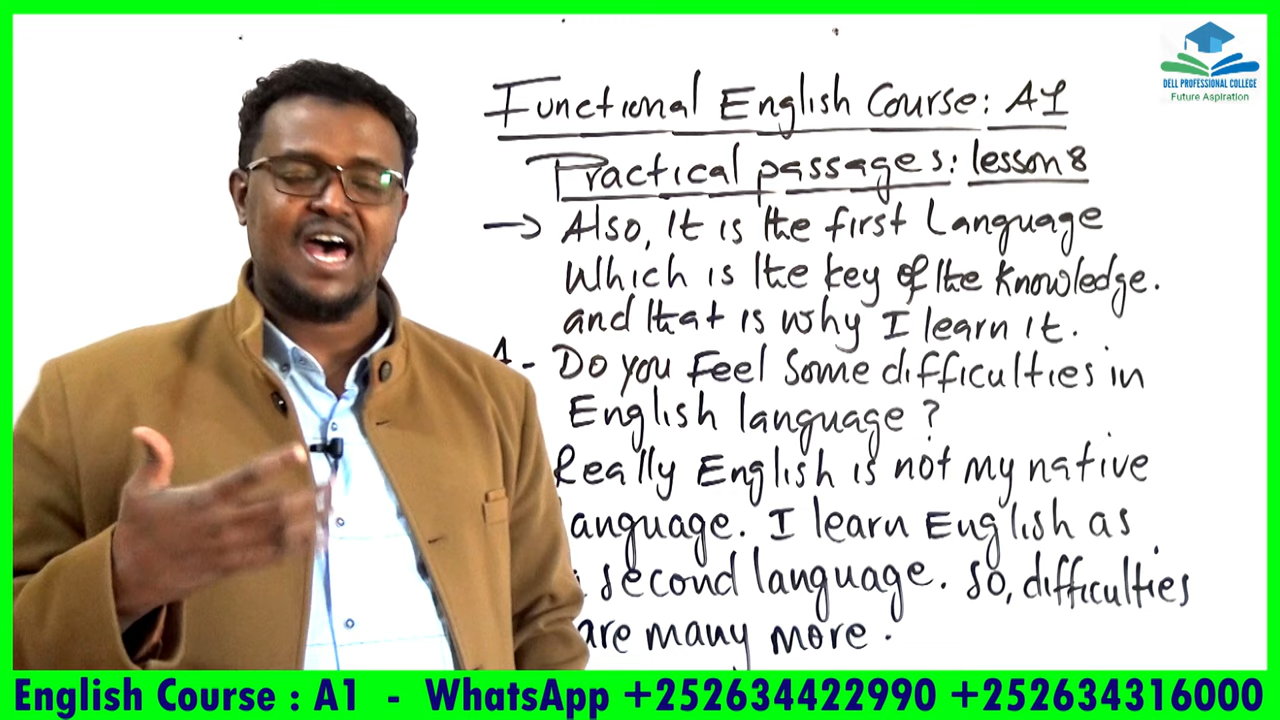 DELL PROFESSIONAL COLLEGE
Future Aspiration
Functional English Course: A1
Practical passages: lesson 8
→ Also, It is the first Language
Which is the key of the Knowledge.
and that is why I learn it.
A- Do you Feel Some difficulties in
English language?
Really English is not my native
anguage. I learn English as
second language. So, difficulties
are many more.
English Course : A1 - WhatsApp +252634422990 +252634316000